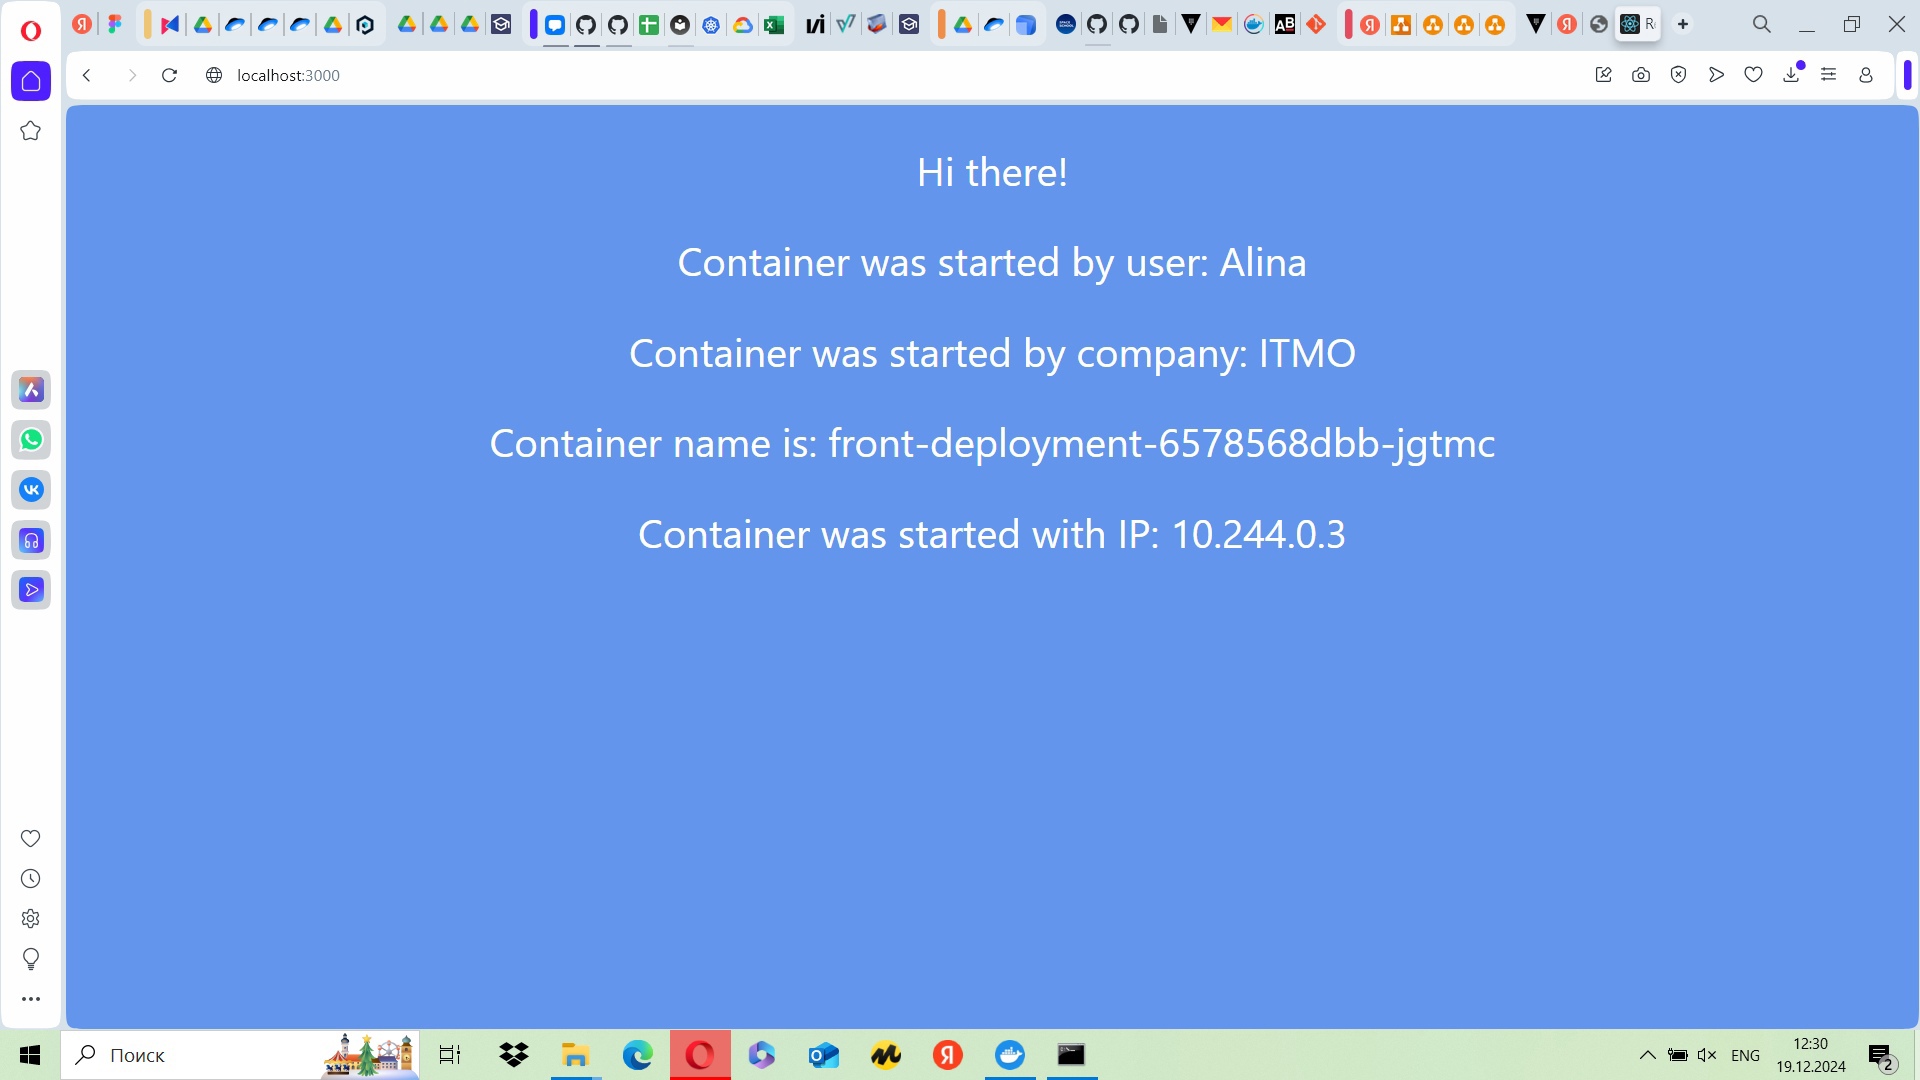 localhost:3000
Hi there!
Container was started by user: Alina
Container was started by company: ITMO
Container name is: front-deployment-6578568dbb-jgtmc
Container was started with IP: 10.244.0.3
Поиск
ENG
12:30
19.12.2024
2